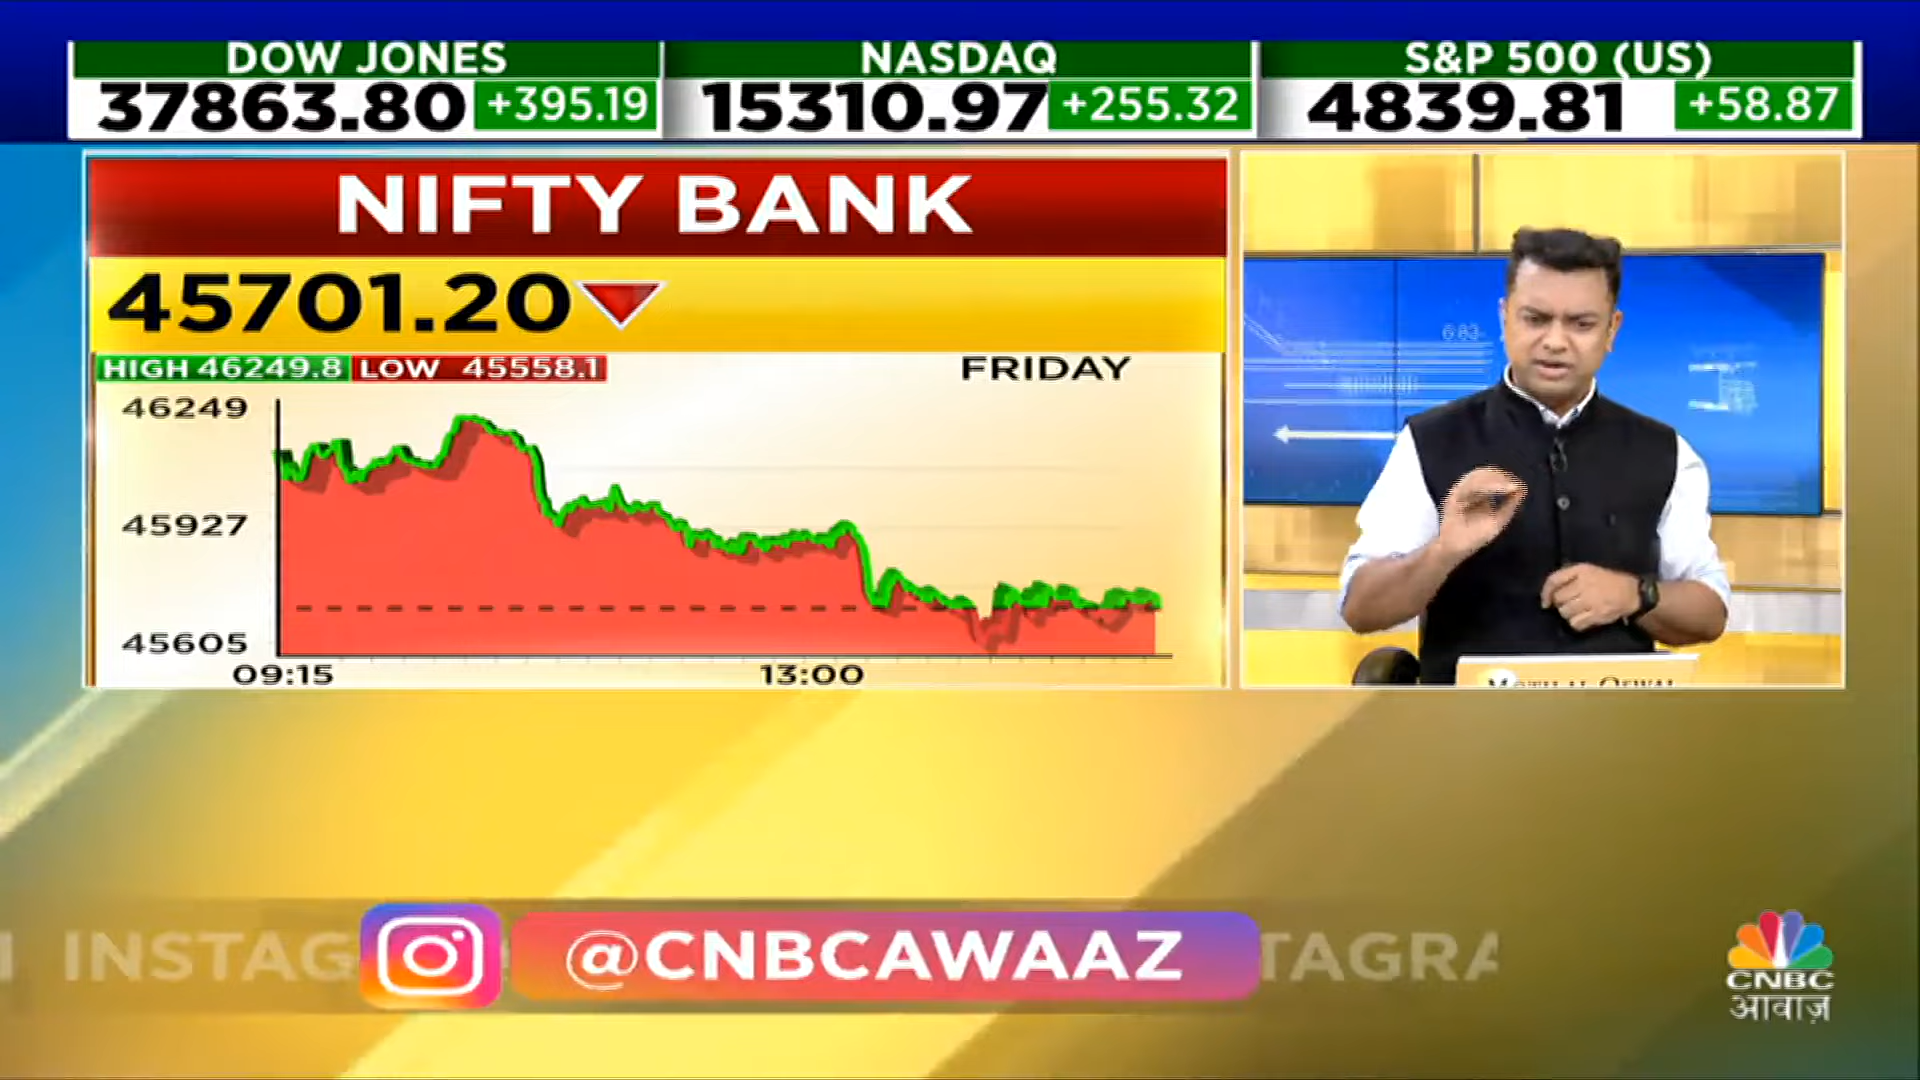 DOW JONES
37863.80 +395.19
NASDAQ
15310.97 +255.32
S&P 500 (US)
4839.81 +58.87
NIFTY BANK
45701.20
HIGH 46249.8 LOW 45558.1
FRIDAY
46249
45927
45605
09:15 13:00
6.83
INSTAG
@CNBCAWAAZ
TAGRA
CNBC
आवाज़